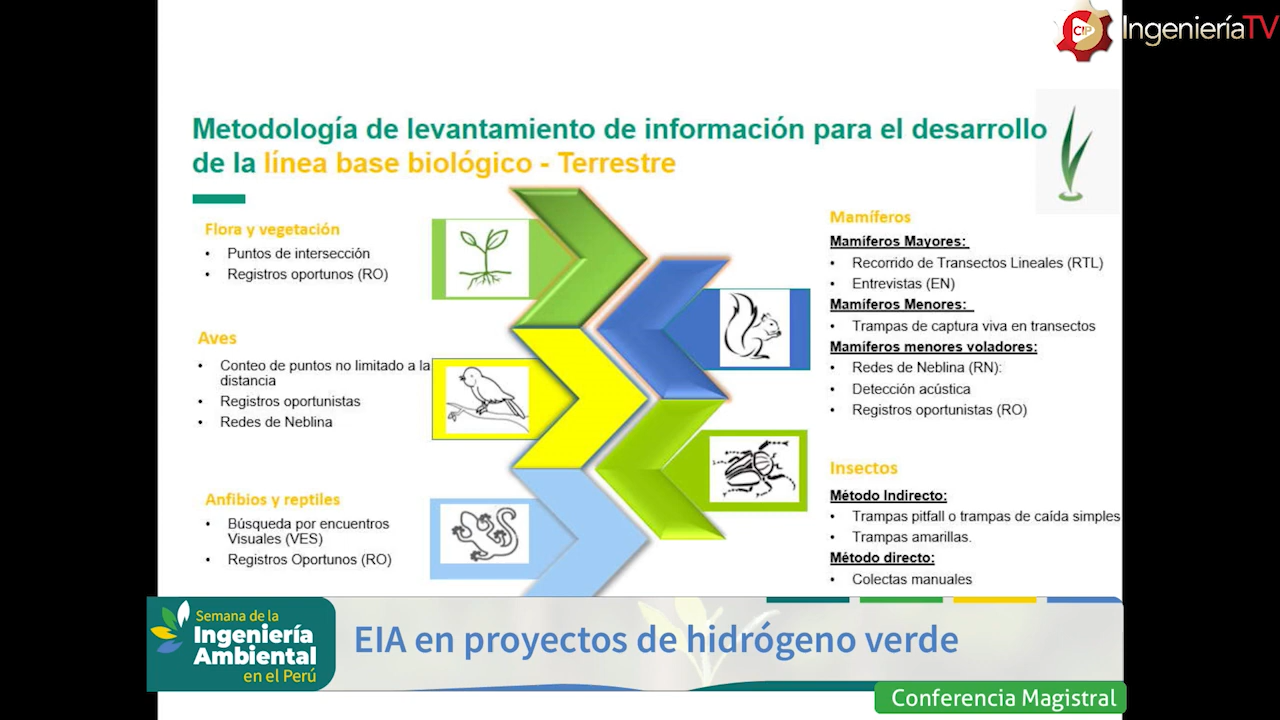 CIP IngenieríaTV
Metodología de levantamiento de información para el desarrollo
de la línea base biológico - Terrestre
Flora y vegetación
• Puntos de intersección
• Registros oportunos (RO)
Aves
• Conteo de puntos no limitado a la
distancia
• Registros oportunistas
• Redes de Neblina
Anfibios y reptiles
• Búsqueda por encuentros
Visuales (VES)
• Registros Oportunos (RO)
Mamíferos
Mamíferos Mayores:
• Recorrido de Transectos Lineales (RTL)
• Entrevistas (EN)
Mamíferos Menores:
• Trampas de captura viva en transectos
Mamíferos menores voladores:
• Redes de Neblina (RN):
• Detección acústica
• Registros oportunistas (RO)
Insectos
Método Indirecto:
• Trampas pitfall o trampas de caída simples
• Trampas amarillas.
Método directo:
• Colectas manuales
Semana de la
Ingeniería
Ambiental
en el Perú
EIA en proyectos de hidrógeno verde
Conferencia Magistral